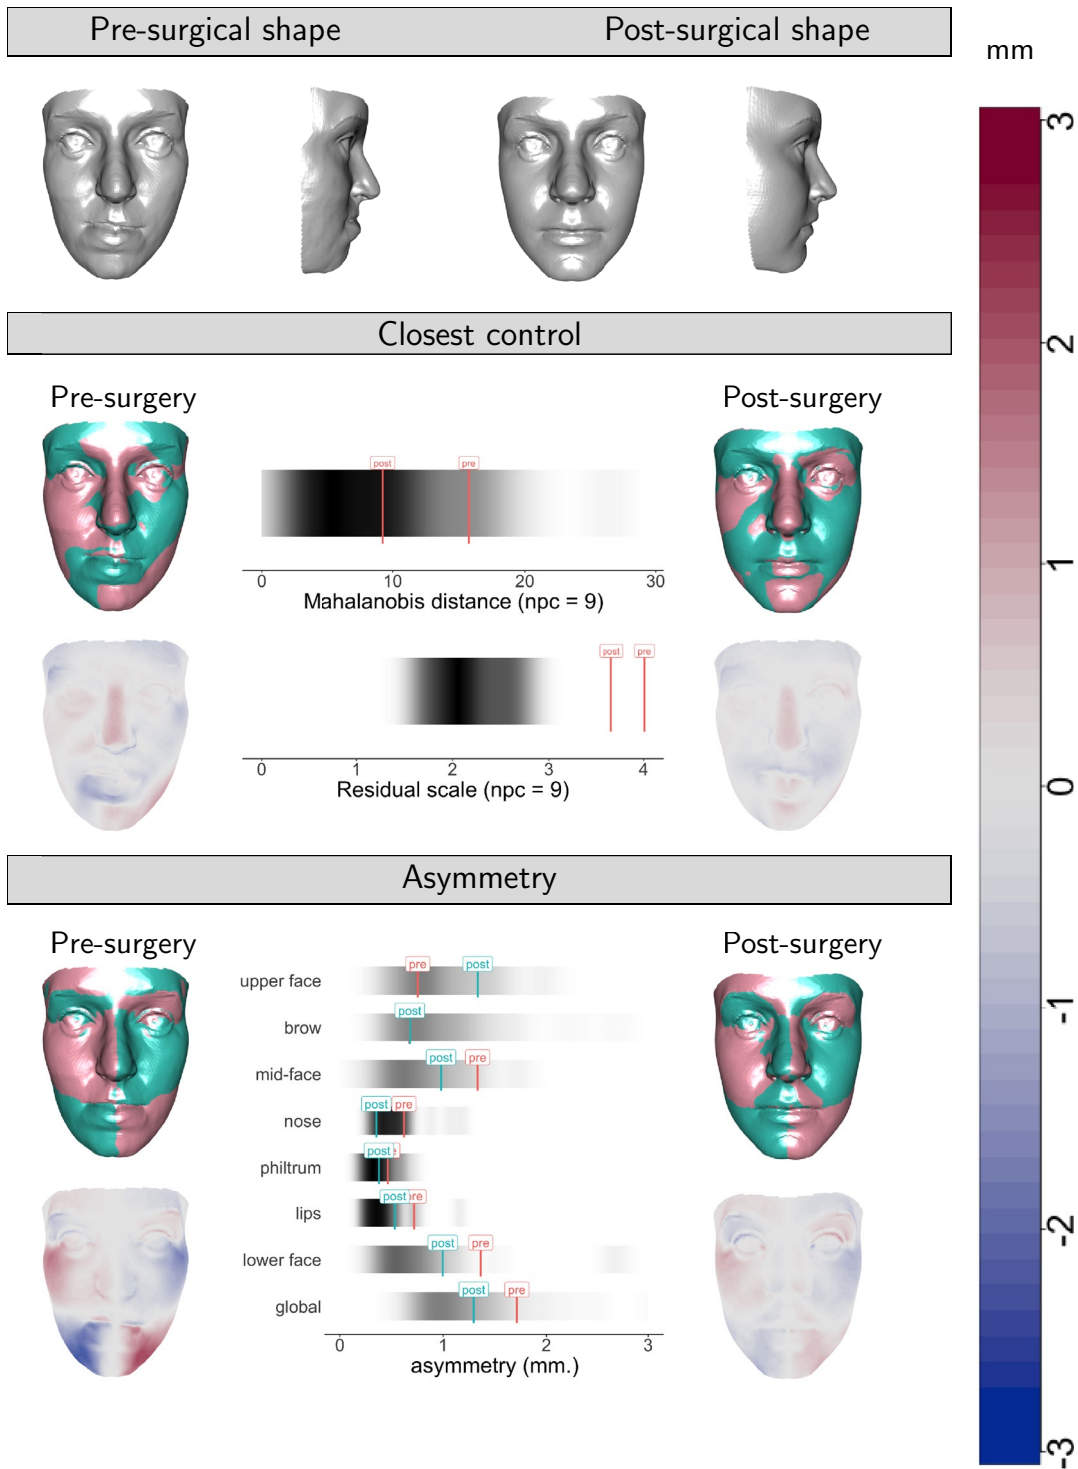 Pre-surgical shape Post-surgical shape
mm
3
2
1
0
-1
-2
-3
Closest control
Pre-surgery Post-surgery
post pre
0 10 20 30
Mahalanobis distance (npc = 9)
post pre
0 1 2 3 4
Residual scale (npc = 9)
Asymmetry
Pre-surgery Post-surgery
upper face pre post
brow post
mid-face post pre
nose post pre
philtrum post
lips post pre
lower face post pre
global post pre
0 1 2 3
asymmetry (mm.)